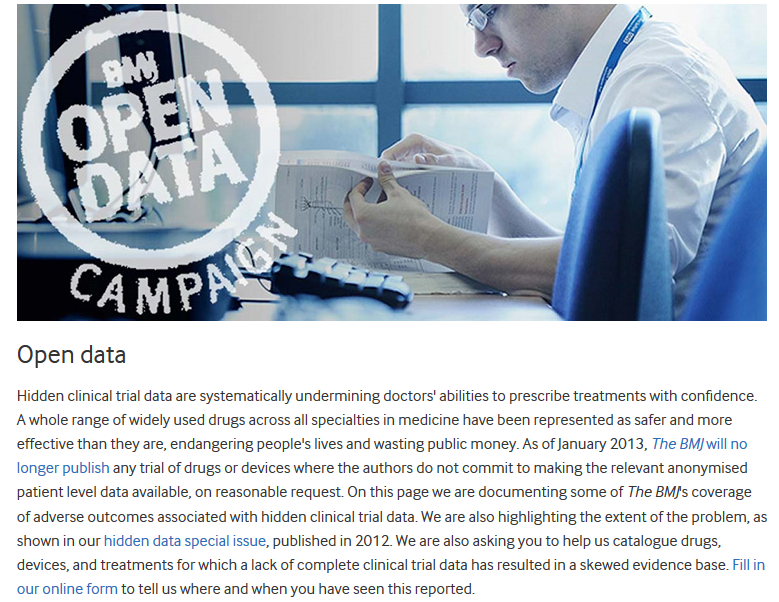 BMJ
OPEN
DATA
CAMPAIGN
Open data
Hidden clinical trial data are systematically undermining doctors' abilities to prescribe treatments with confidence.
A whole range of widely used drugs across all specialties in medicine have been represented as safer and more
effective than they are, endangering people's lives and wasting public money. As of January 2013, The BMJ will no
longer publish any trial of drugs or devices where the authors do not commit to making the relevant anonymised
patient level data available, on reasonable request. On this page we are documenting some of The BMJ's coverage
of adverse outcomes associated with hidden clinical trial data. We are also highlighting the extent of the problem, as
shown in our hidden data special issue, published in 2012. We are also asking you to help us catalogue drugs,
devices, and treatments for which a lack of complete clinical trial data has resulted in a skewed evidence base. Fill in
our online form to tell us where and when you have seen this reported.